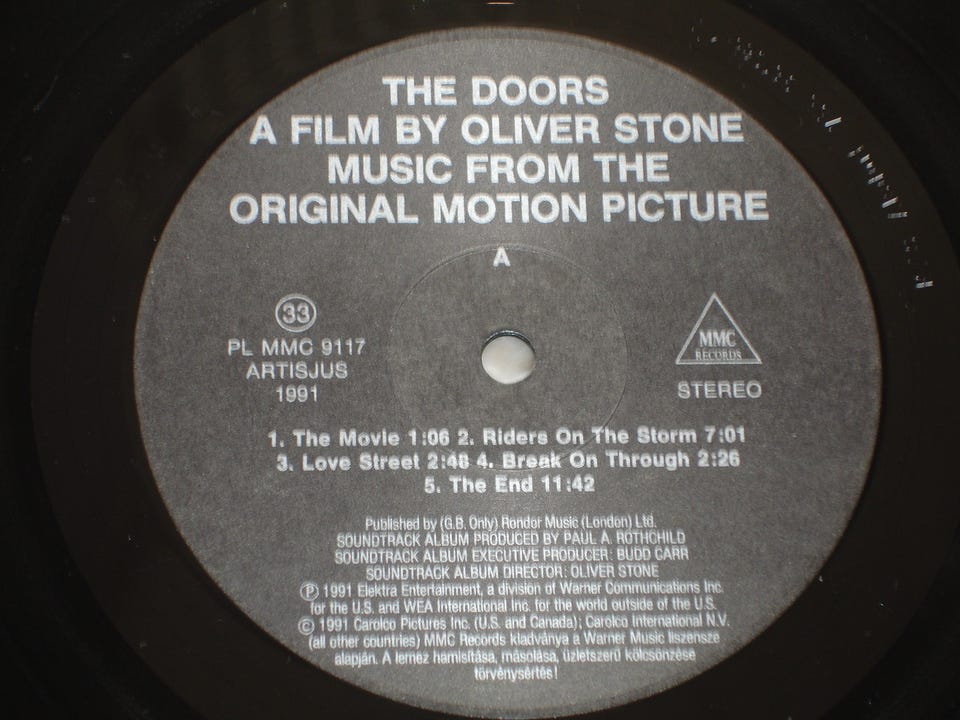 THE DOORS
A FILM BY OLIVER STONE
MUSIC FROM THE
ORIGINAL MOTION PICTURE
A
33
PL MMC 9117
ARTISJUS
1991
MMC
RECORDS
STEREO
1. The Movie 1:06 2. Riders On The Storm 7:01
3. Love Street 2:48 4. Break On Through 2:26
5. The End 11:42
Published by (G.B. Only) Rondor Music (London) Ltd.
SOUNDTRACK ALBUM PRODUCED BY PAUL A. ROTHCHILD
SOUNDTRACK ALBUM EXECUTIVE PRODUCER: BUDD CARR
SOUNDTRACK ALBUM DIRECTOR: OLIVER STONE
℗ 1991 Elektra Entertainment, a division of Warner Communications Inc.
for the U.S. and WEA International Inc. for the world outside of the U.S.
© 1991 Carolco Pictures Inc. (U.S. and Canada); Carolco International N.V.
(all other countries) MMC Records kiadványa a Warner Music liszensze
alapján. A lemez hamisítása, másolása, üzletszerű kölcsönzése
törvénysértés!